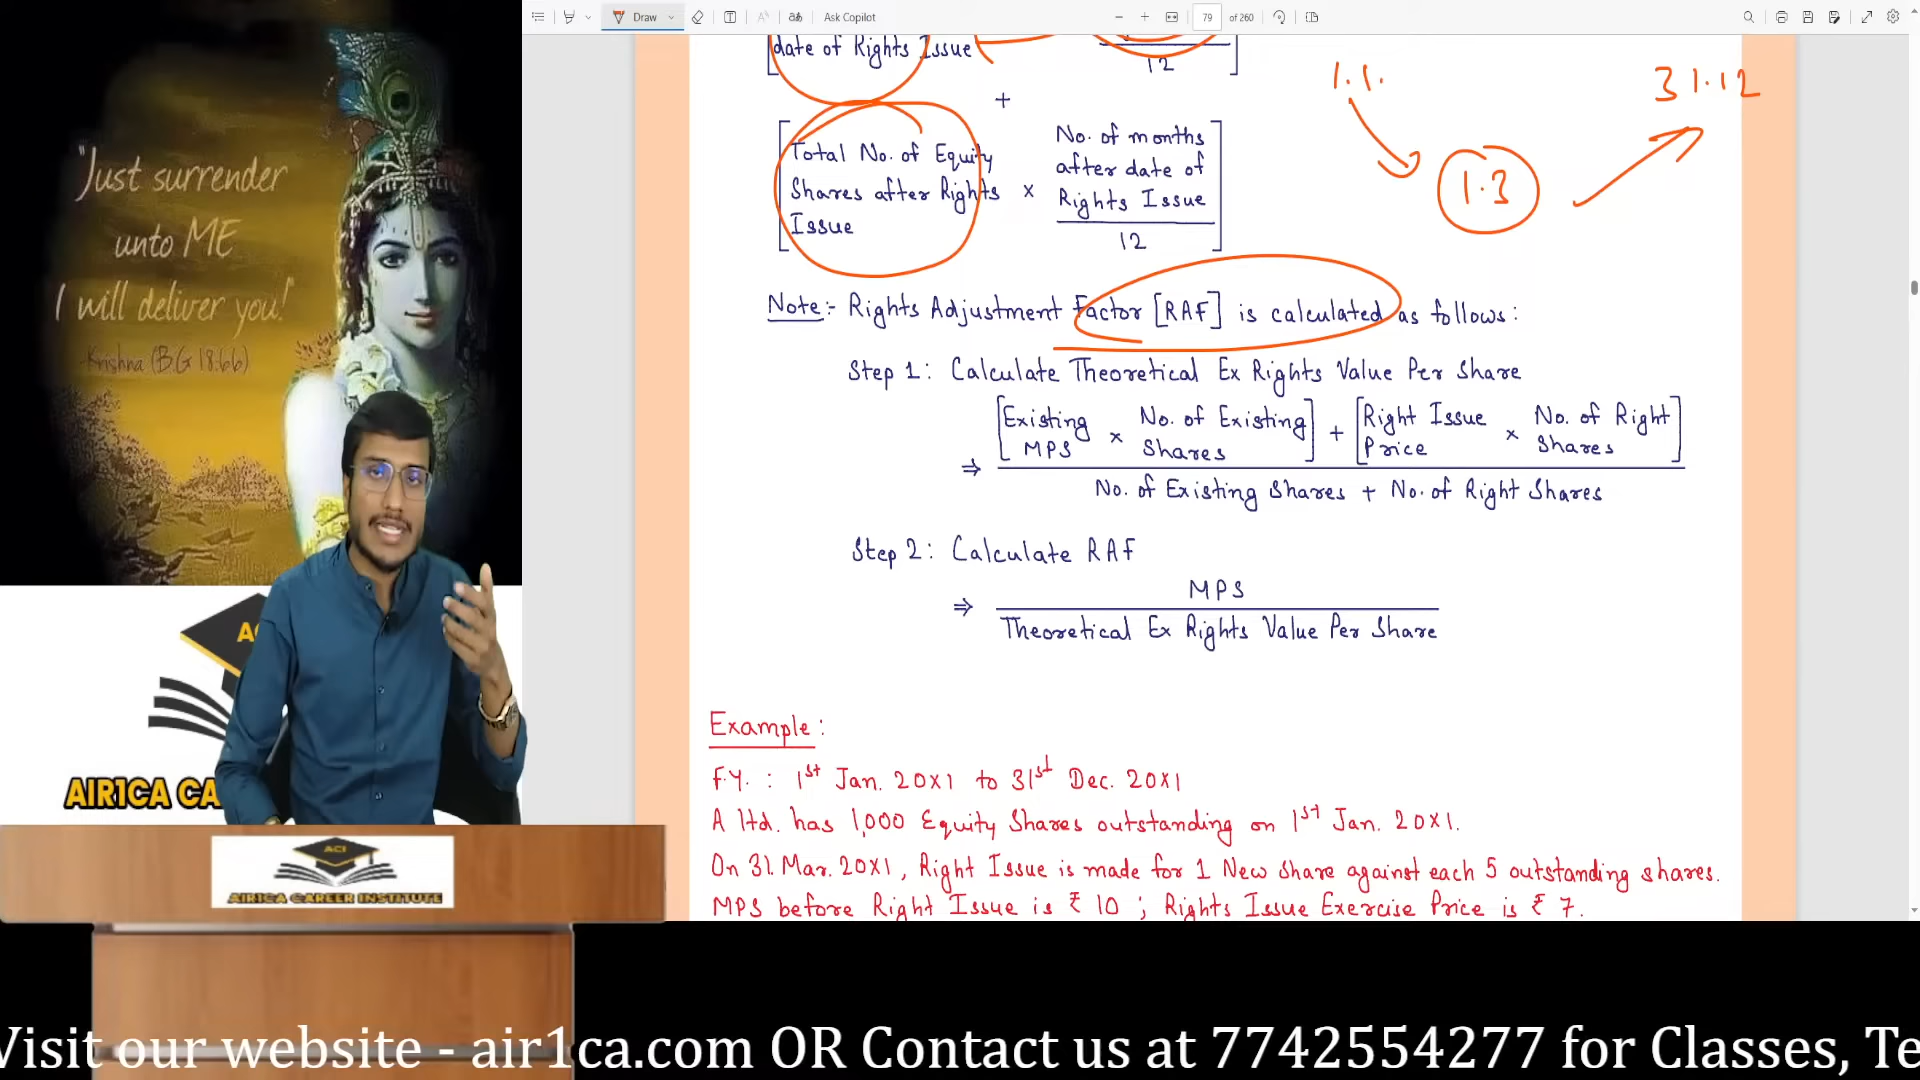 Draw
Ask Copilot
79 of 260
date of Rights Issue
12
+
Total No. of Equity Shares after Rights Issue × No. of months after date of Rights Issue
12
1.1.
31.12
1.3
Note:- Rights Adjustment Factor [RAF] is calculated as follows:
Step 1: Calculate Theoretical Ex Rights Value Per Share
⇒ [Existing MPS × No. of Existing Shares] + [Right Issue Price × No. of Right Shares]
No. of Existing Shares + No. of Right Shares
Step 2: Calculate RAF
⇒ MPS
Theoretical Ex Rights Value Per Share
Example:
F.Y. : 1st Jan. 20X1 to 31st Dec. 20X1
A ltd. has 1,000 Equity Shares outstanding on 1st Jan. 20X1.
On 31. Mar. 20X1, Right Issue is made for 1 New Share against each 5 outstanding shares.
MPS before Right Issue is ₹ 10 ; Rights Issue Exercise Price is ₹ 7.
"Just surrender
unto ME
I will deliver you!"
-Krishna (B.G 18.66)
AIR1CA CA
ACI
AIR1CA CAREER INSTITUTE
Visit our website - air1ca.com OR Contact us at 7742554277 for Classes, Te